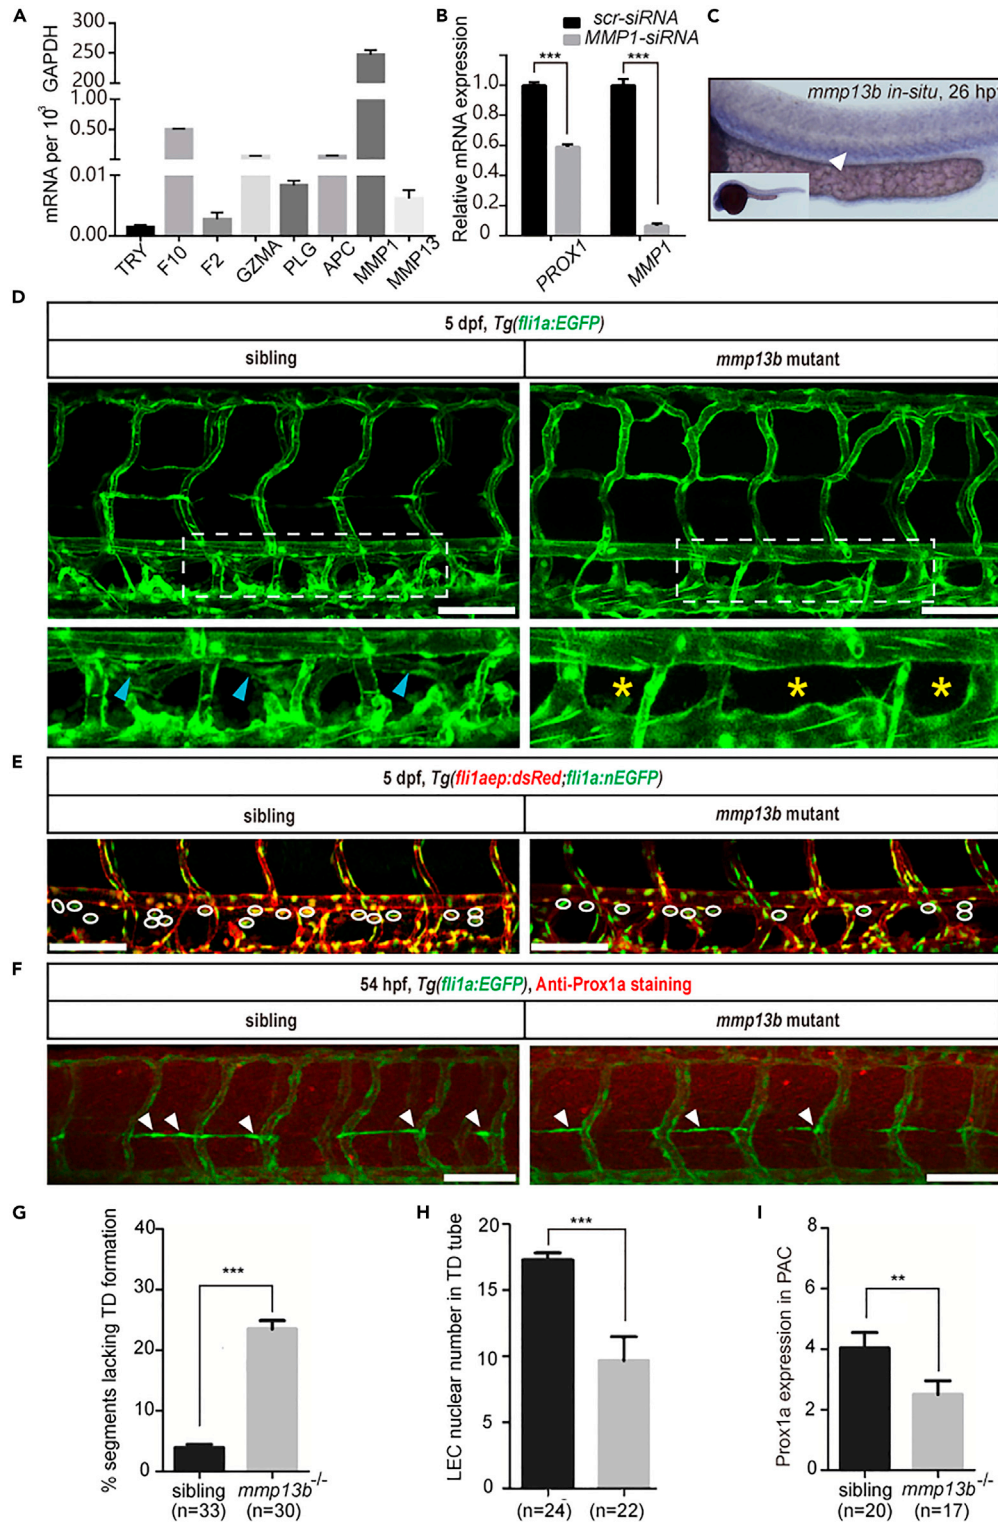 A
mRNA per 10³ GAPDH
300
250
200
1.00
0.50
0.01
0.00
TRY
F10
F2
GZMA
PLG
APC
MMP1
MMP13
B
scr-siRNA
MMP1-siRNA
Relative mRNA expression
1.0
0.8
0.6
0.4
0.2
0
***
***
PROX1
MMP1
C
mmp13b in-situ, 26 hpf
D
5 dpf, Tg(fli1a:EGFP)
sibling
mmp13b mutant
* * *
E
5 dpf, Tg(fli1aep:dsRed;fli1a:nEGFP)
sibling
mmp13b mutant
F
54 hpf, Tg(fli1a:EGFP), Anti-Prox1a staining
sibling
mmp13b mutant
G
% segments lacking TD formation
40
30
20
10
0
***
sibling
(n=33)
mmp13b-/-
(n=30)
H
LEC nuclear number in TD tube
20
15
10
5
0
***
(n=24)
(n=22)
I
Prox1a expression in PAC
8
6
4
2
0
**
sibling
(n=20)
mmp13b-/-
(n=17)